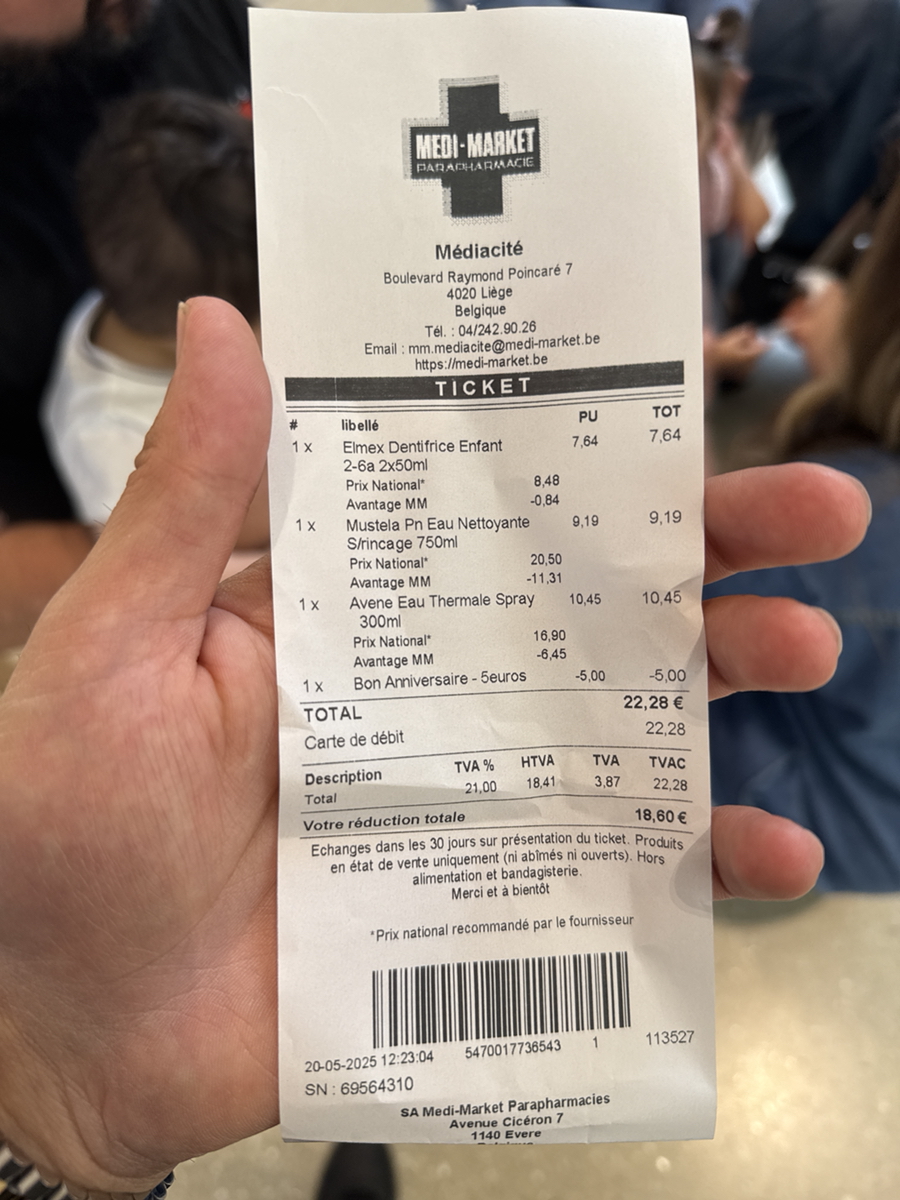 MEDI-MARKET
PARAPHARMACIE
Médiacité
Boulevard Raymond Poincaré 7
4020 Liège
Belgique
Tél. : 04/242.90.26
Email : mm.mediacite@medi-market.be
https://medi-market.be
TICKET
# libellé PU TOT
1 x Elmex Dentifrice Enfant 7,64 7,64
2-6a 2x50ml
Prix National* 8,48
Avantage MM -0,84
1 x Mustela Pn Eau Nettoyante 9,19 9,19
S/rincage 750ml
Prix National* 20,50
Avantage MM -11,31
1 x Avene Eau Thermale Spray 10,45 10,45
300ml
Prix National* 16,90
Avantage MM -6,45
1 x Bon Anniversaire - 5euros -5,00 -5,00
TOTAL 22,28 €
Carte de débit 22,28
Description TVA % HTVA TVA TVAC
Total 21,00 18,41 3,87 22,28
Votre réduction totale 18,60 €
Echanges dans les 30 jours sur présentation du ticket. Produits
en état de vente uniquement (ni abîmés ni ouverts). Hors
alimentation et bandagisterie.
Merci et à bientôt
*Prix national recommandé par le fournisseur
20-05-2025 12:23:04 5470017736543 1 113527
SN : 69564310
SA Medi-Market Parapharmacies
Avenue Cicéron 7
1140 Evere